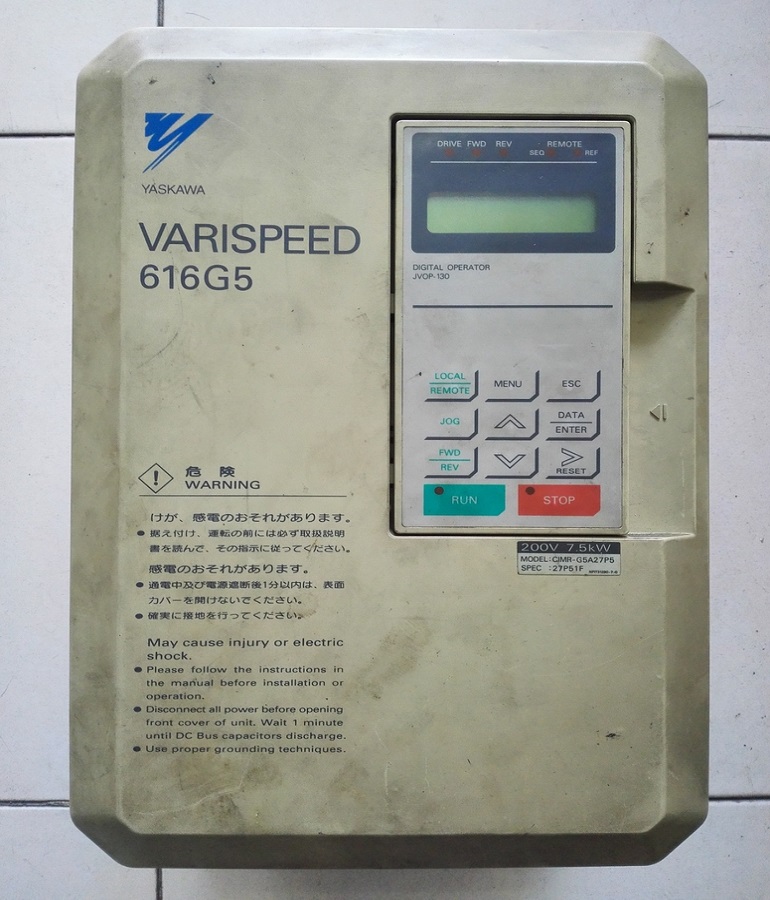 YASKAWA
VARISPEED
616G5
DRIVE FWD REV REMOTE
SEQ REF
DIGITAL OPERATOR
JVOP-130
LOCAL
REMOTE
MENU
ESC
JOG
DATA
ENTER
FWD
REV
RESET
RUN
STOP
200V 7.5kW
MODEL: CIMR-G5A27P5
SPEC : 27P51F
危 険
WARNING
けが、感電のおそれがあります。
● 据え付け、運転の前には必ず取扱説明
書を読んで、その指示に従ってください。
感電のおそれがあります。
● 通電中及び電源遮断後1分以内は、表面
カバーを開けないでください。
● 確実に接地を行ってください。
May cause injury or electric
shock.
● Please follow the instructions in
the manual before installation or
operation.
● Disconnect all power before opening
front cover of unit. Wait 1 minute
until DC Bus capacitors discharge.
● Use proper grounding techniques.